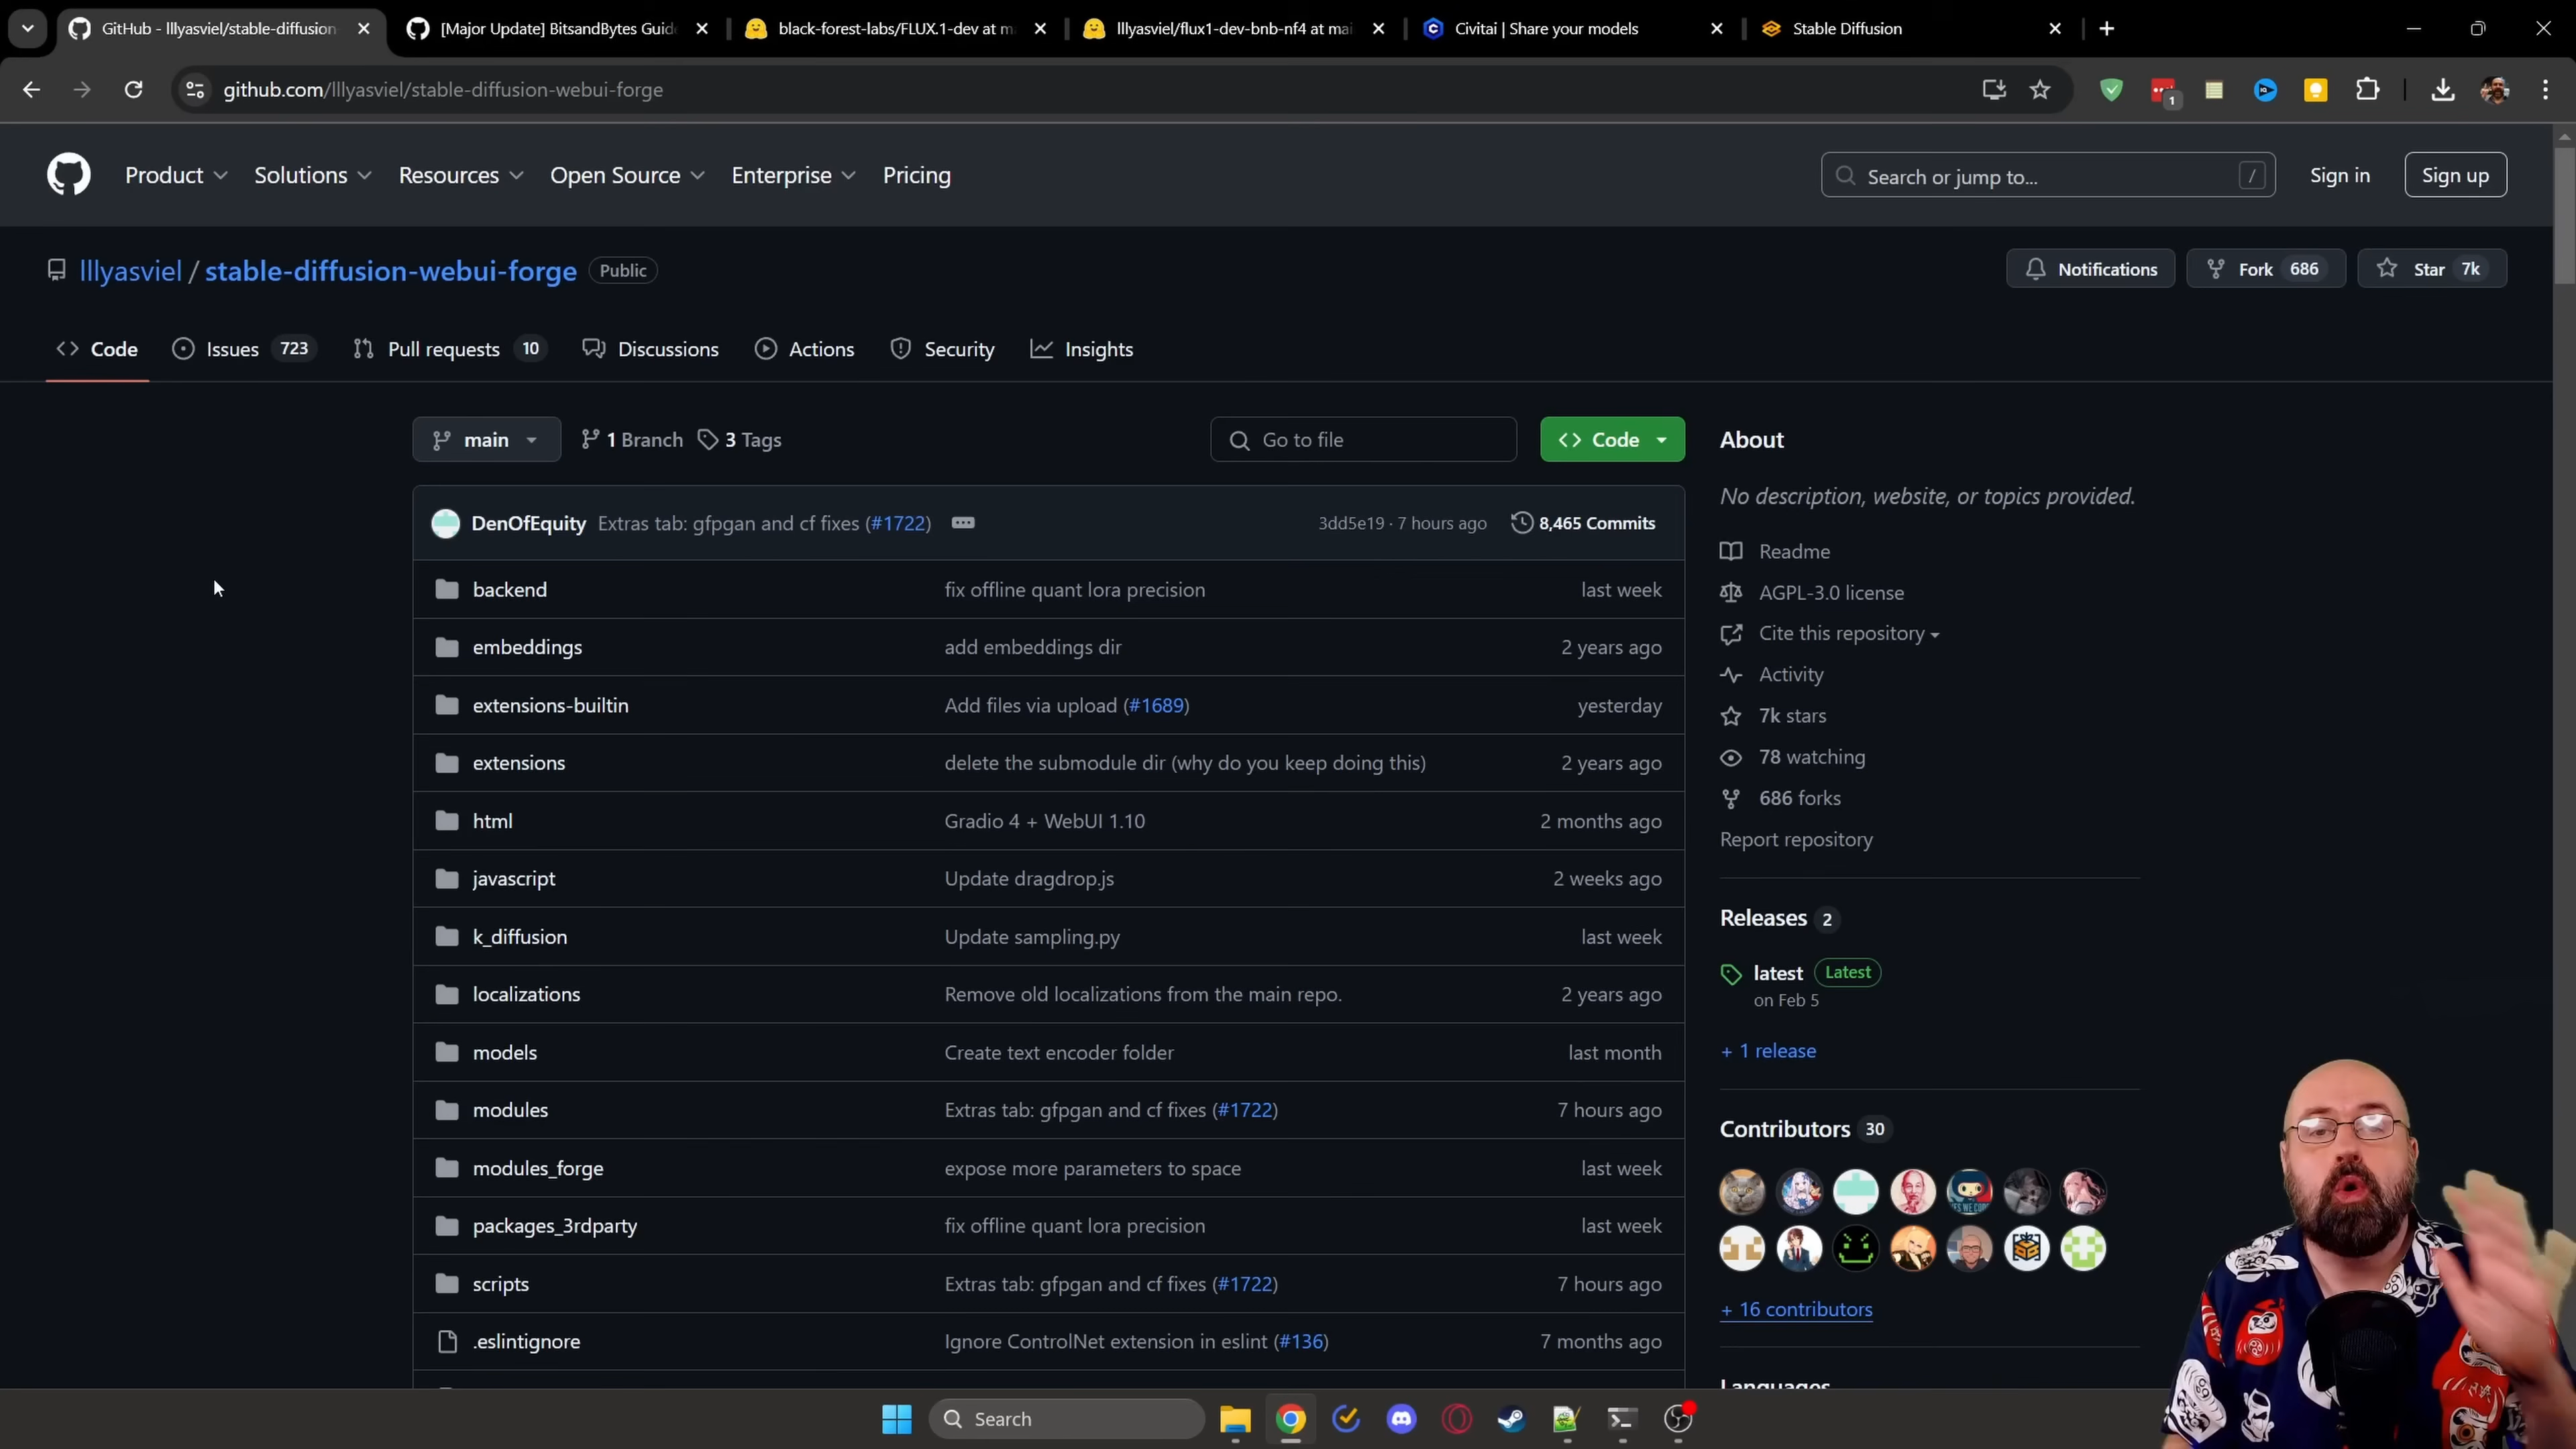 GitHub - lllyasviel/stable-diffusion
[Major Update] BitsandBytes Guid
black-forest-labs/FLUX.1-dev at m
lllyasviel/flux1-dev-bnb-nf4 at mai
Civitai | Share your models
Stable Diffusion
github.com/lllyasviel/stable-diffusion-webui-forge
1
Product
Solutions
Resources
Open Source
Enterprise
Pricing
Search or jump to...
/
Sign in
Sign up
lllyasviel / stable-diffusion-webui-forge
Public
Notifications
Fork 686
Star 7k
Code
Issues 723
Pull requests 10
Discussions
Actions
Security
Insights
main
1 Branch
3 Tags
Go to file
Code
DenOfEquity Extras tab: gfpgan and cf fixes (#1722) 3dd5e19 · 7 hours ago 8,465 Commits
backend fix offline quant lora precision last week
embeddings add embeddings dir 2 years ago
extensions-builtin Add files via upload (#1689) yesterday
extensions delete the submodule dir (why do you keep doing this) 2 years ago
html Gradio 4 + WebUI 1.10 2 months ago
javascript Update dragdrop.js 2 weeks ago
k_diffusion Update sampling.py last week
localizations Remove old localizations from the main repo. 2 years ago
models Create text encoder folder last month
modules Extras tab: gfpgan and cf fixes (#1722) 7 hours ago
modules_forge expose more parameters to space last week
packages_3rdparty fix offline quant lora precision last week
scripts Extras tab: gfpgan and cf fixes (#1722) 7 hours ago
.eslintignore Ignore ControlNet extension in eslint (#136) 7 months ago
About
No description, website, or topics provided.
Readme
AGPL-3.0 license
Cite this repository
Activity
7k stars
78 watching
686 forks
Report repository
Releases 2
latest Latest
on Feb 5
+ 1 release
Contributors 30
+ 16 contributors
Languages
Search